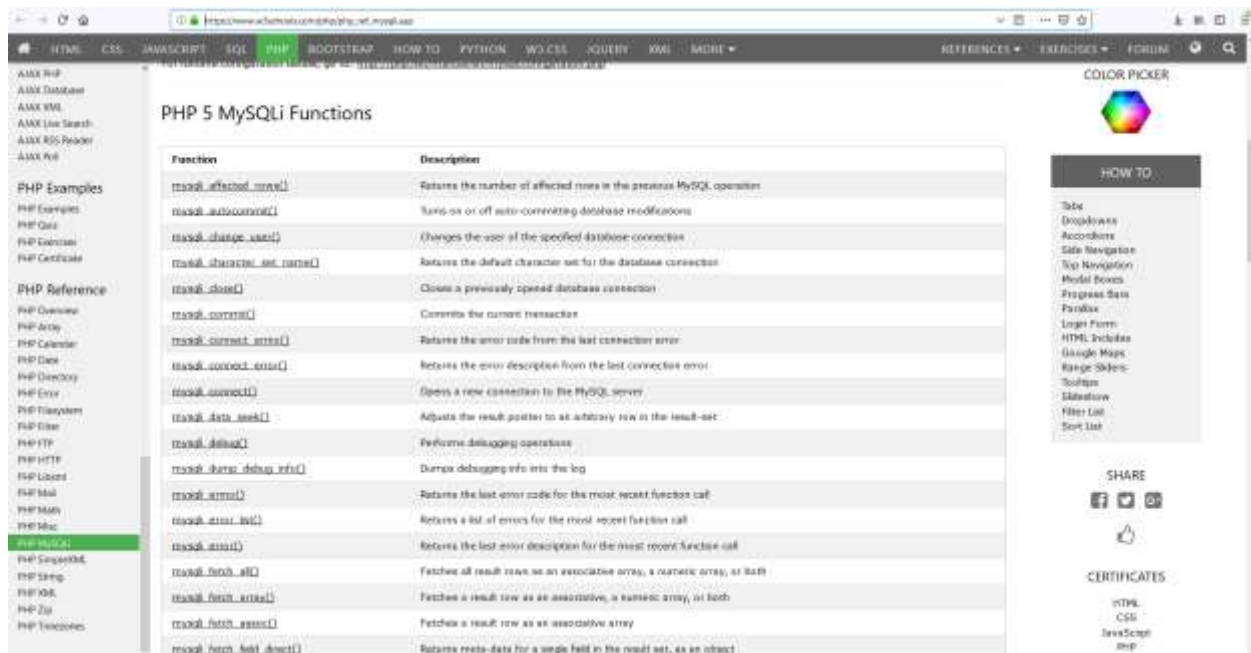 https://www.w3schools.com/php/php_ref_mysqli.asp
HTML CSS JAVASCRIPT SQL PHP BOOTSTRAP HOW TO PYTHON W3.CSS JQUERY XML MORE REFERENCES EXERCISES FORUM
AJAX PHP
AJAX Database
AJAX XML
AJAX Live Search
AJAX RSS Reader
AJAX Poll
PHP Examples
PHP Examples
PHP Quiz
PHP Exercises
PHP Certificate
PHP Reference
PHP Overview
PHP Array
PHP Calendar
PHP Date
PHP Directory
PHP Error
PHP Filesystem
PHP Filter
PHP FTP
PHP HTTP
PHP Libxml
PHP Mail
PHP Math
PHP Misc
PHP MySQLi
PHP SimpleXML
PHP String
PHP XML
PHP Zip
PHP Timezones
PHP 5 MySQLi Functions
Function Description
mysqli_affected_rows() Returns the number of affected rows in the previous MySQL operation
mysqli_autocommit() Turns on or off auto-committing database modifications
mysqli_change_user() Changes the user of the specified database connection
mysqli_character_set_name() Returns the default character set for the database connection
mysqli_close() Closes a previously opened database connection
mysqli_commit() Commits the current transaction
mysqli_connect_errno() Returns the error code from the last connection error
mysqli_connect_error() Returns the error description from the last connection error
mysqli_connect() Opens a new connection to the MySQL server
mysqli_data_seek() Adjusts the result pointer to an arbitrary row in the result-set
mysqli_debug() Performs debugging operations
mysqli_dump_debug_info() Dumps debugging info into the log
mysqli_errno() Returns the last error code for the most recent function call
mysqli_error_list() Returns a list of errors for the most recent function call
mysqli_error() Returns the last error description for the most recent function call
mysqli_fetch_all() Fetches all result rows as an associative array, a numeric array, or both
mysqli_fetch_array() Fetches a result row as an associative, a numeric array, or both
mysqli_fetch_assoc() Fetches a result row as an associative array
mysqli_fetch_field_direct() Returns meta-data for a single field in the result set, as an object
COLOR PICKER
HOW TO
Tabs
Dropdowns
Accordions
Side Navigation
Top Navigation
Modal Boxes
Progress Bars
Parallax
Login Form
HTML Includes
Google Maps
Range Sliders
Tooltips
Slideshow
Filter List
Sort List
SHARE
CERTIFICATES
HTML
CSS
JavaScript
PHP